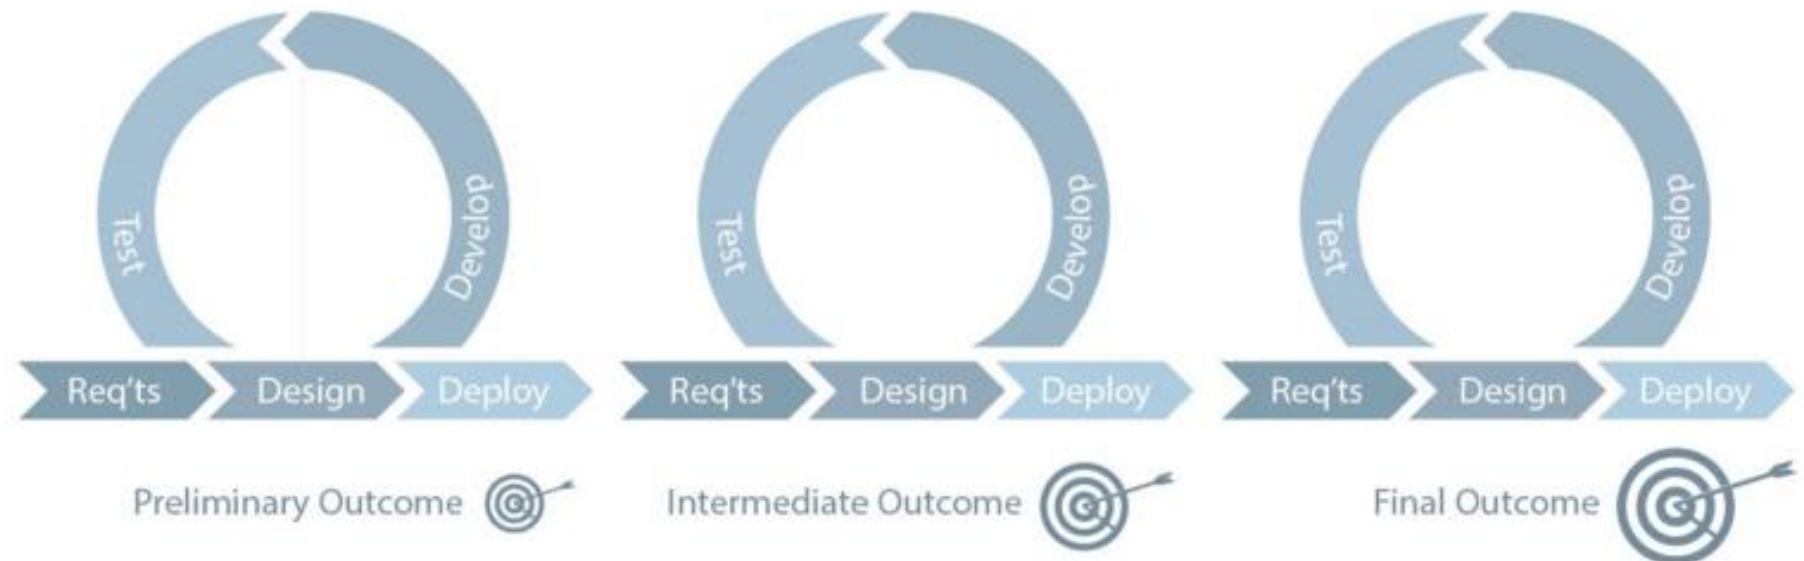 Test
Develop
Req'ts Design Deploy
Preliminary Outcome
Test
Develop
Req'ts Design Deploy
Intermediate Outcome
Test
Develop
Req'ts Design Deploy
Final Outcome